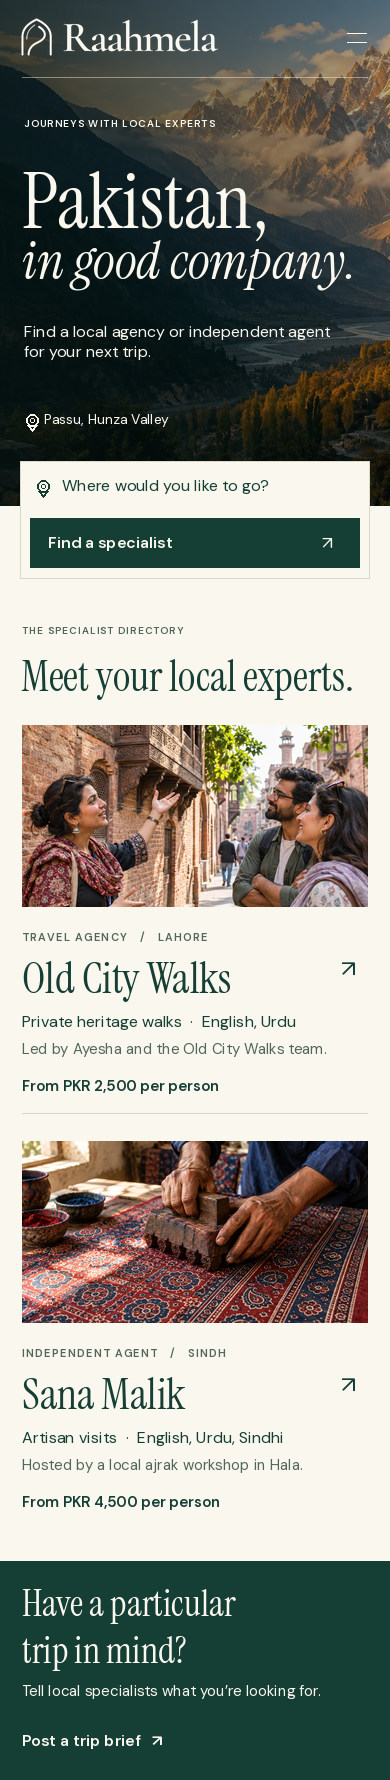 Raahmela
JOURNEYS WITH LOCAL EXPERTS
Pakistan,
in good company.
Find a local agency or independent agent
for your next trip.
Passu, Hunza Valley
Where would you like to go?
Find a specialist
THE SPECIALIST DIRECTORY
Meet your local experts.
TRAVEL AGENCY / LAHORE
Old City Walks
Private heritage walks · English, Urdu
Led by Ayesha and the Old City Walks team.
From PKR 2,500 per person
INDEPENDENT AGENT / SINDH
Sana Malik
Artisan visits · English, Urdu, Sindhi
Hosted by a local ajrak workshop in Hala.
From PKR 4,500 per person
Have a particular
trip in mind?
Tell local specialists what you’re looking for.
Post a trip brief